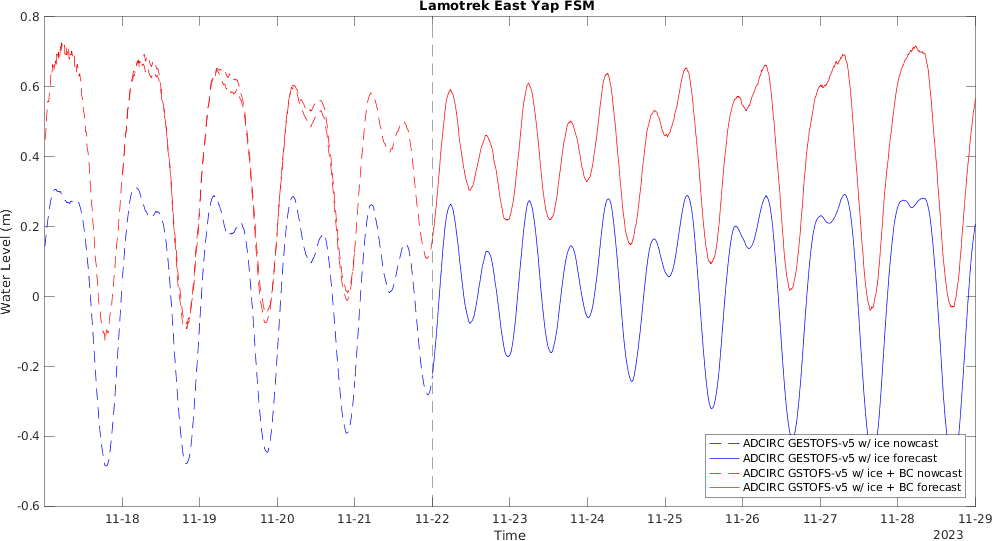 Lamotrek East Yap FSM
0.8
0.6
0.4
0.2
0
-0.2
-0.4
-0.6
Water Level (m)
ADCIRC GESTOFS-v5 w/ ice nowcast
ADCIRC GESTOFS-v5 w/ ice forecast
ADCIRC GSTOFS-v5 w/ ice + BC nowcast
ADCIRC GSTOFS-v5 w/ ice + BC forecast
11-18 11-19 11-20 11-21 11-22 11-23 11-24 11-25 11-26 11-27 11-28 11-29
Time
2023